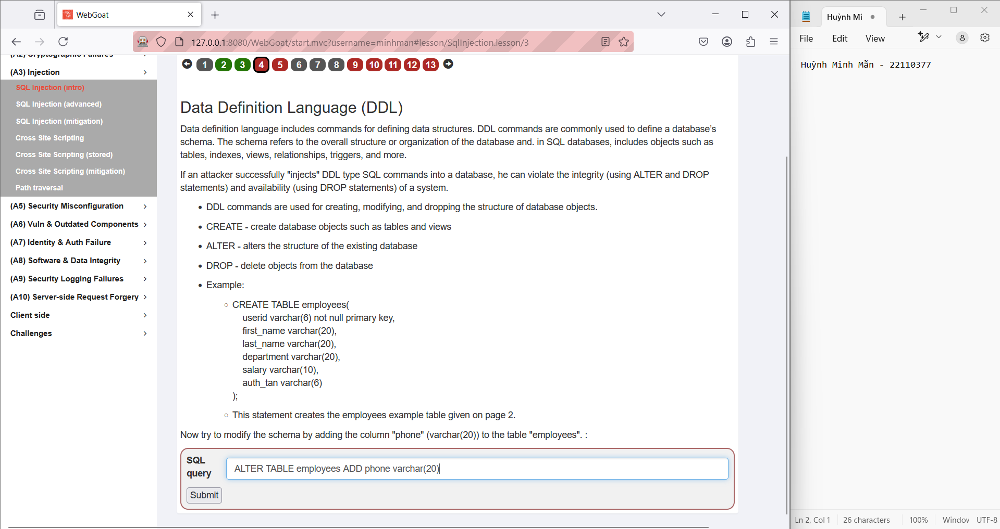 WebGoat
127.0.0.1:8080/WebGoat/start.mvc?username=minhman#lesson/SqlInjection.lesson/3
(A2) Cryptographic Failures
(A3) Injection
SQL Injection (intro)
SQL Injection (advanced)
SQL Injection (mitigation)
Cross Site Scripting
Cross Site Scripting (stored)
Cross Site Scripting (mitigation)
Path traversal
(A5) Security Misconfiguration
(A6) Vuln & Outdated Components
(A7) Identity & Auth Failure
(A8) Software & Data Integrity
(A9) Security Logging Failures
(A10) Server-side Request Forgery
Client side
Challenges
1 2 3 4 5 6 7 8 9 10 11 12 13
Data Definition Language (DDL)
Data definition language includes commands for defining data structures. DDL commands are commonly used to define a database’s
schema. The schema refers to the overall structure or organization of the database and. in SQL databases, includes objects such as
tables, indexes, views, relationships, triggers, and more.
If an attacker successfully "injects" DDL type SQL commands into a database, he can violate the integrity (using ALTER and DROP
statements) and availability (using DROP statements) of a system.
• DDL commands are used for creating, modifying, and dropping the structure of database objects.
• CREATE - create database objects such as tables and views
• ALTER - alters the structure of the existing database
• DROP - delete objects from the database
• Example:
○ CREATE TABLE employees(
userid varchar(6) not null primary key,
first_name varchar(20),
last_name varchar(20),
department varchar(20),
salary varchar(10),
auth_tan varchar(6)
);
○ This statement creates the employees example table given on page 2.
Now try to modify the schema by adding the column "phone" (varchar(20)) to the table "employees". :
SQL
query
ALTER TABLE employees ADD phone varchar(20)
Submit
Huỳnh Mi
File Edit View
Huỳnh Minh Mẫn - 22110377
Ln 2, Col 1 26 characters 100% Window UTF-8